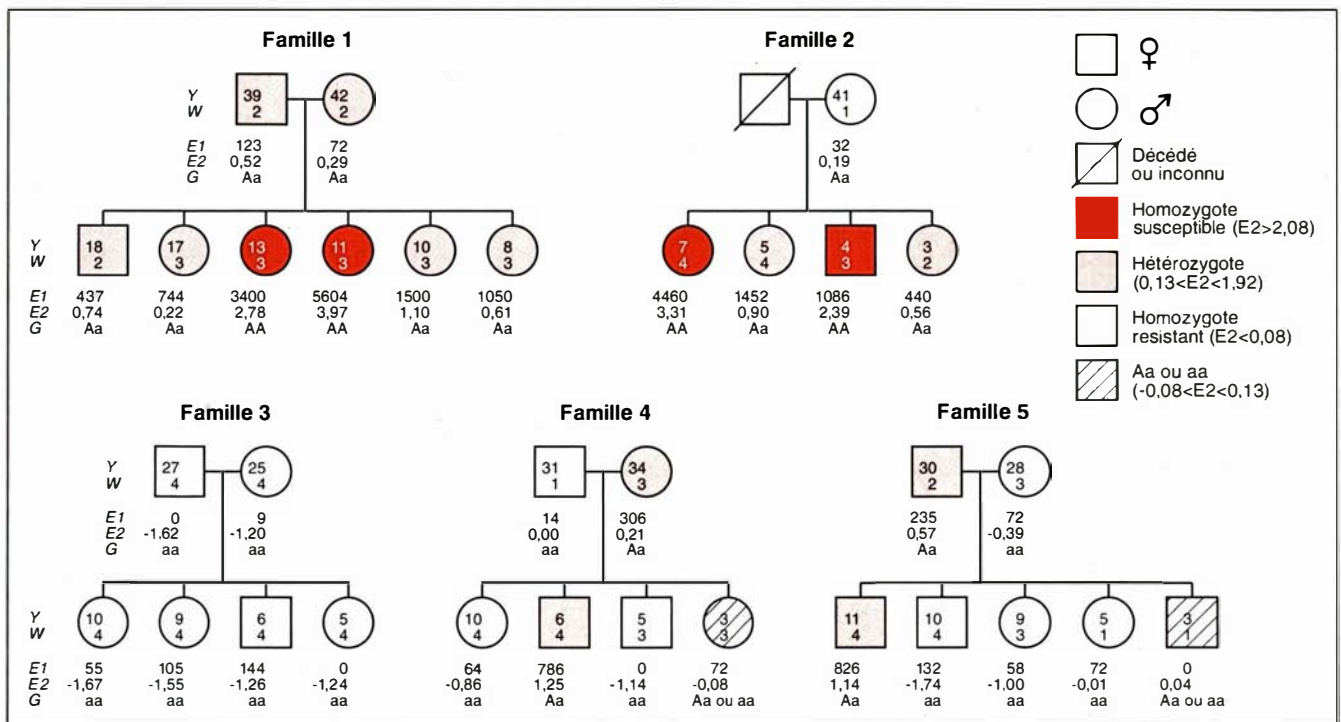 Famille 1
Famille 2
Y 39 42 41
W 2 2 1
E1 123 72 32
E2 0,52 0,29 0,19
G Aa Aa Aa
Y 18 17 13 11 10 8 7 5 4 3
W 2 3 3 3 3 3 4 4 3 2
E1 437 744 3400 5604 1500 1050 4460 1452 1086 440
E2 0,74 0,22 2,78 3,97 1,10 0,61 3,31 0,90 2,39 0,56
G Aa Aa AA AA Aa Aa AA Aa AA Aa
♀
♂
Décédé
ou inconnu
Homozygote
susceptible (E2>2,08)
Hétérozygote
(0,13<E2<1,92)
Homozygote
resistant (E2<0,08)
Aa ou aa
(-0,08<E2<0,13)
Famille 3
Famille 4
Famille 5
Y 27 25 31 34 30 28
W 4 4 1 3 2 3
E1 0 9 14 306 235 72
E2 -1,62 -1,20 0,00 0,21 0,57 -0,39
G aa aa aa Aa Aa aa
Y 10 9 6 5 10 6 5 3 11 10 9 5 3
W 4 4 4 4 4 4 3 3 4 4 3 1 1
E1 55 105 144 0 64 786 0 72 826 132 58 72 0
E2 -1,67 -1,55 -1,26 -1,24 -0,86 1,25 -1,14 -0,08 1,14 -1,74 -1.00 -0,01 0,04
G aa aa aa aa aa Aa aa Aa ou aa Aa aa aa aa Aa ou aa